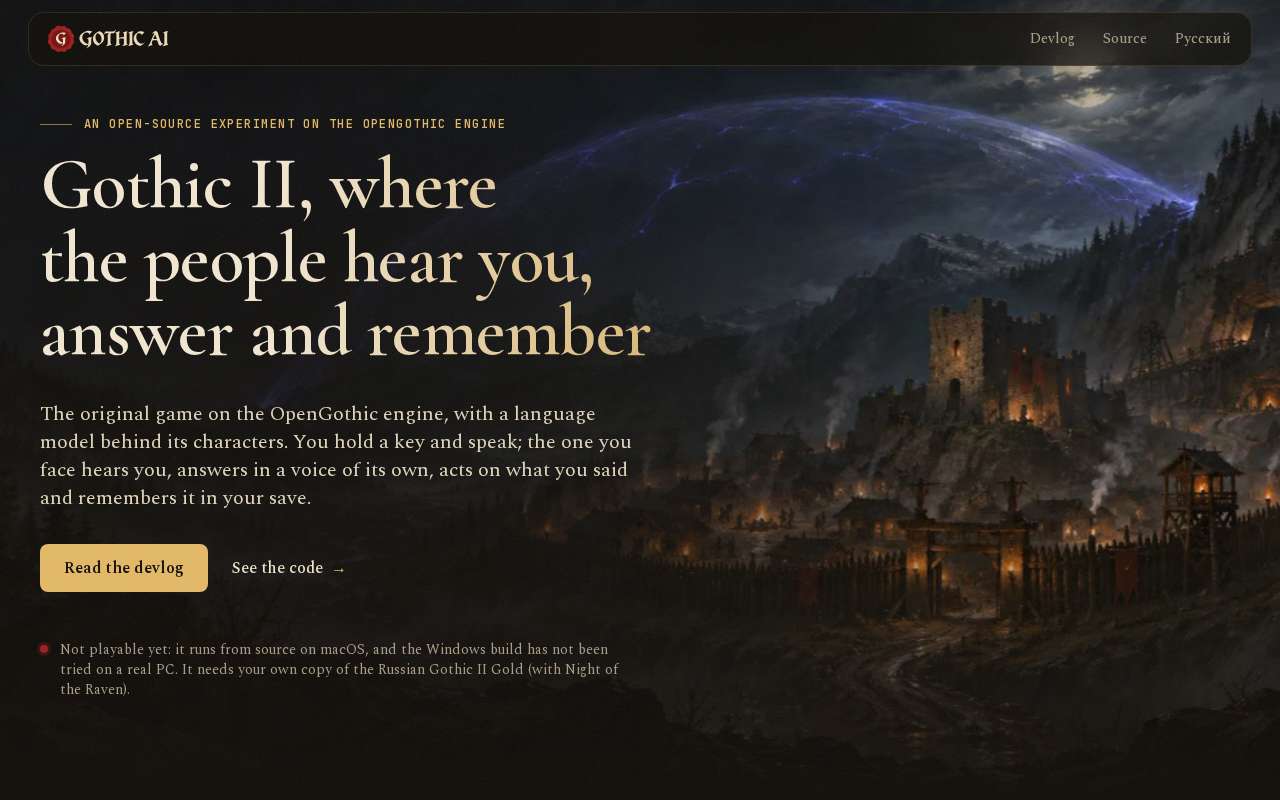 G GOTHIC AI
Devlog
Source
Русский
AN OPEN-SOURCE EXPERIMENT ON THE OPENGOTHIC ENGINE
Gothic II, where
the people hear you,
answer and remember
The original game on the OpenGothic engine, with a language
model behind its characters. You hold a key and speak; the one you
face hears you, answers in a voice of its own, acts on what you said
and remembers it in your save.
Read the devlog
See the code →
Not playable yet: it runs from source on macOS, and the Windows build has not been
tried on a real PC. It needs your own copy of the Russian Gothic II Gold (with Night of
the Raven).